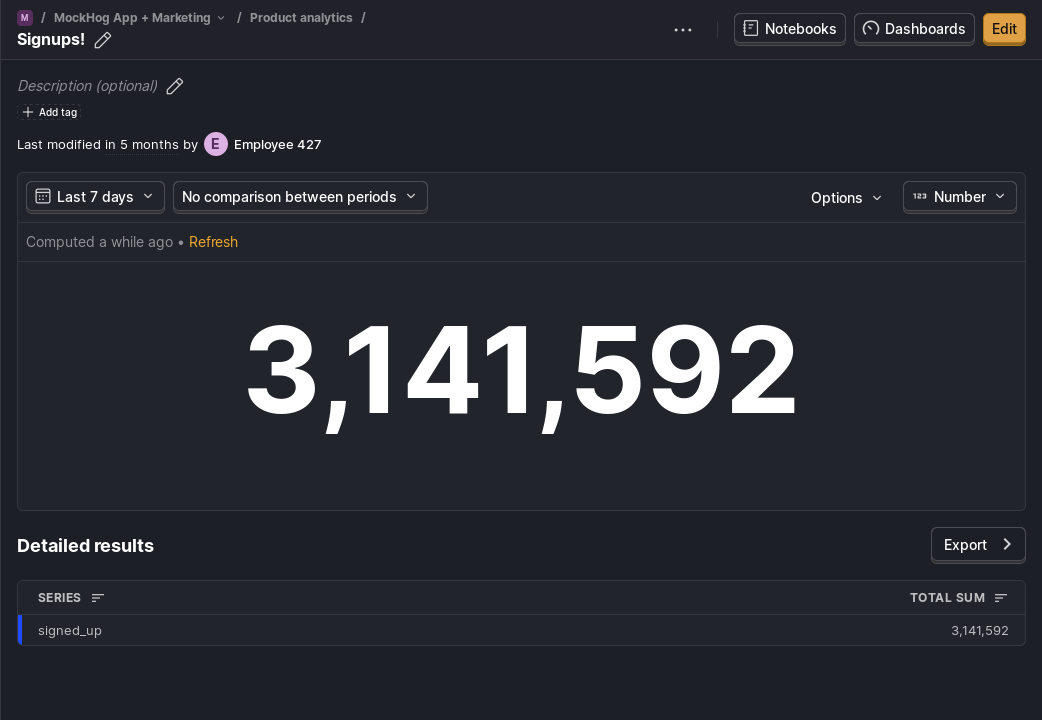 M / MockHog App + Marketing / Product analytics /
Signups!
Notebooks
Dashboards
Edit
Description (optional)
Add tag
Last modified in 5 months by E Employee 427
Last 7 days
No comparison between periods
Options
123 Number
Computed a while ago • Refresh
3,141,592
Detailed results
Export
SERIES
TOTAL SUM
signed_up
3,141,592